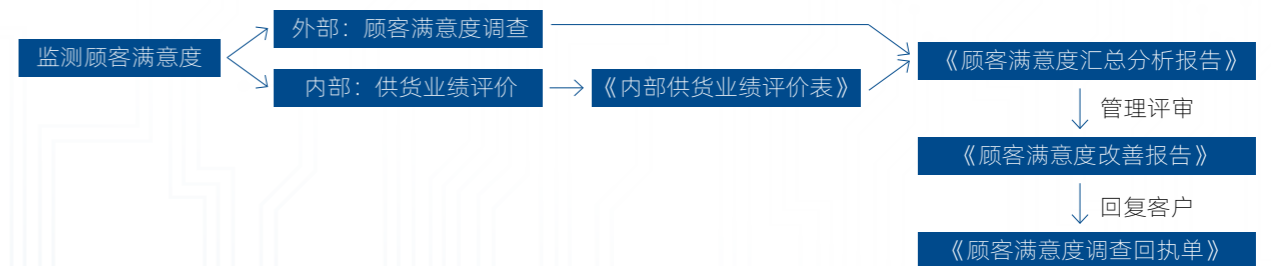 监测顾客满意度
外部：顾客满意度调查
内部：供货业绩评价
《内部供货业绩评价表》
《顾客满意度汇总分析报告》
管理评审
《顾客满意度改善报告》
回复客户
《顾客满意度调查回执单》